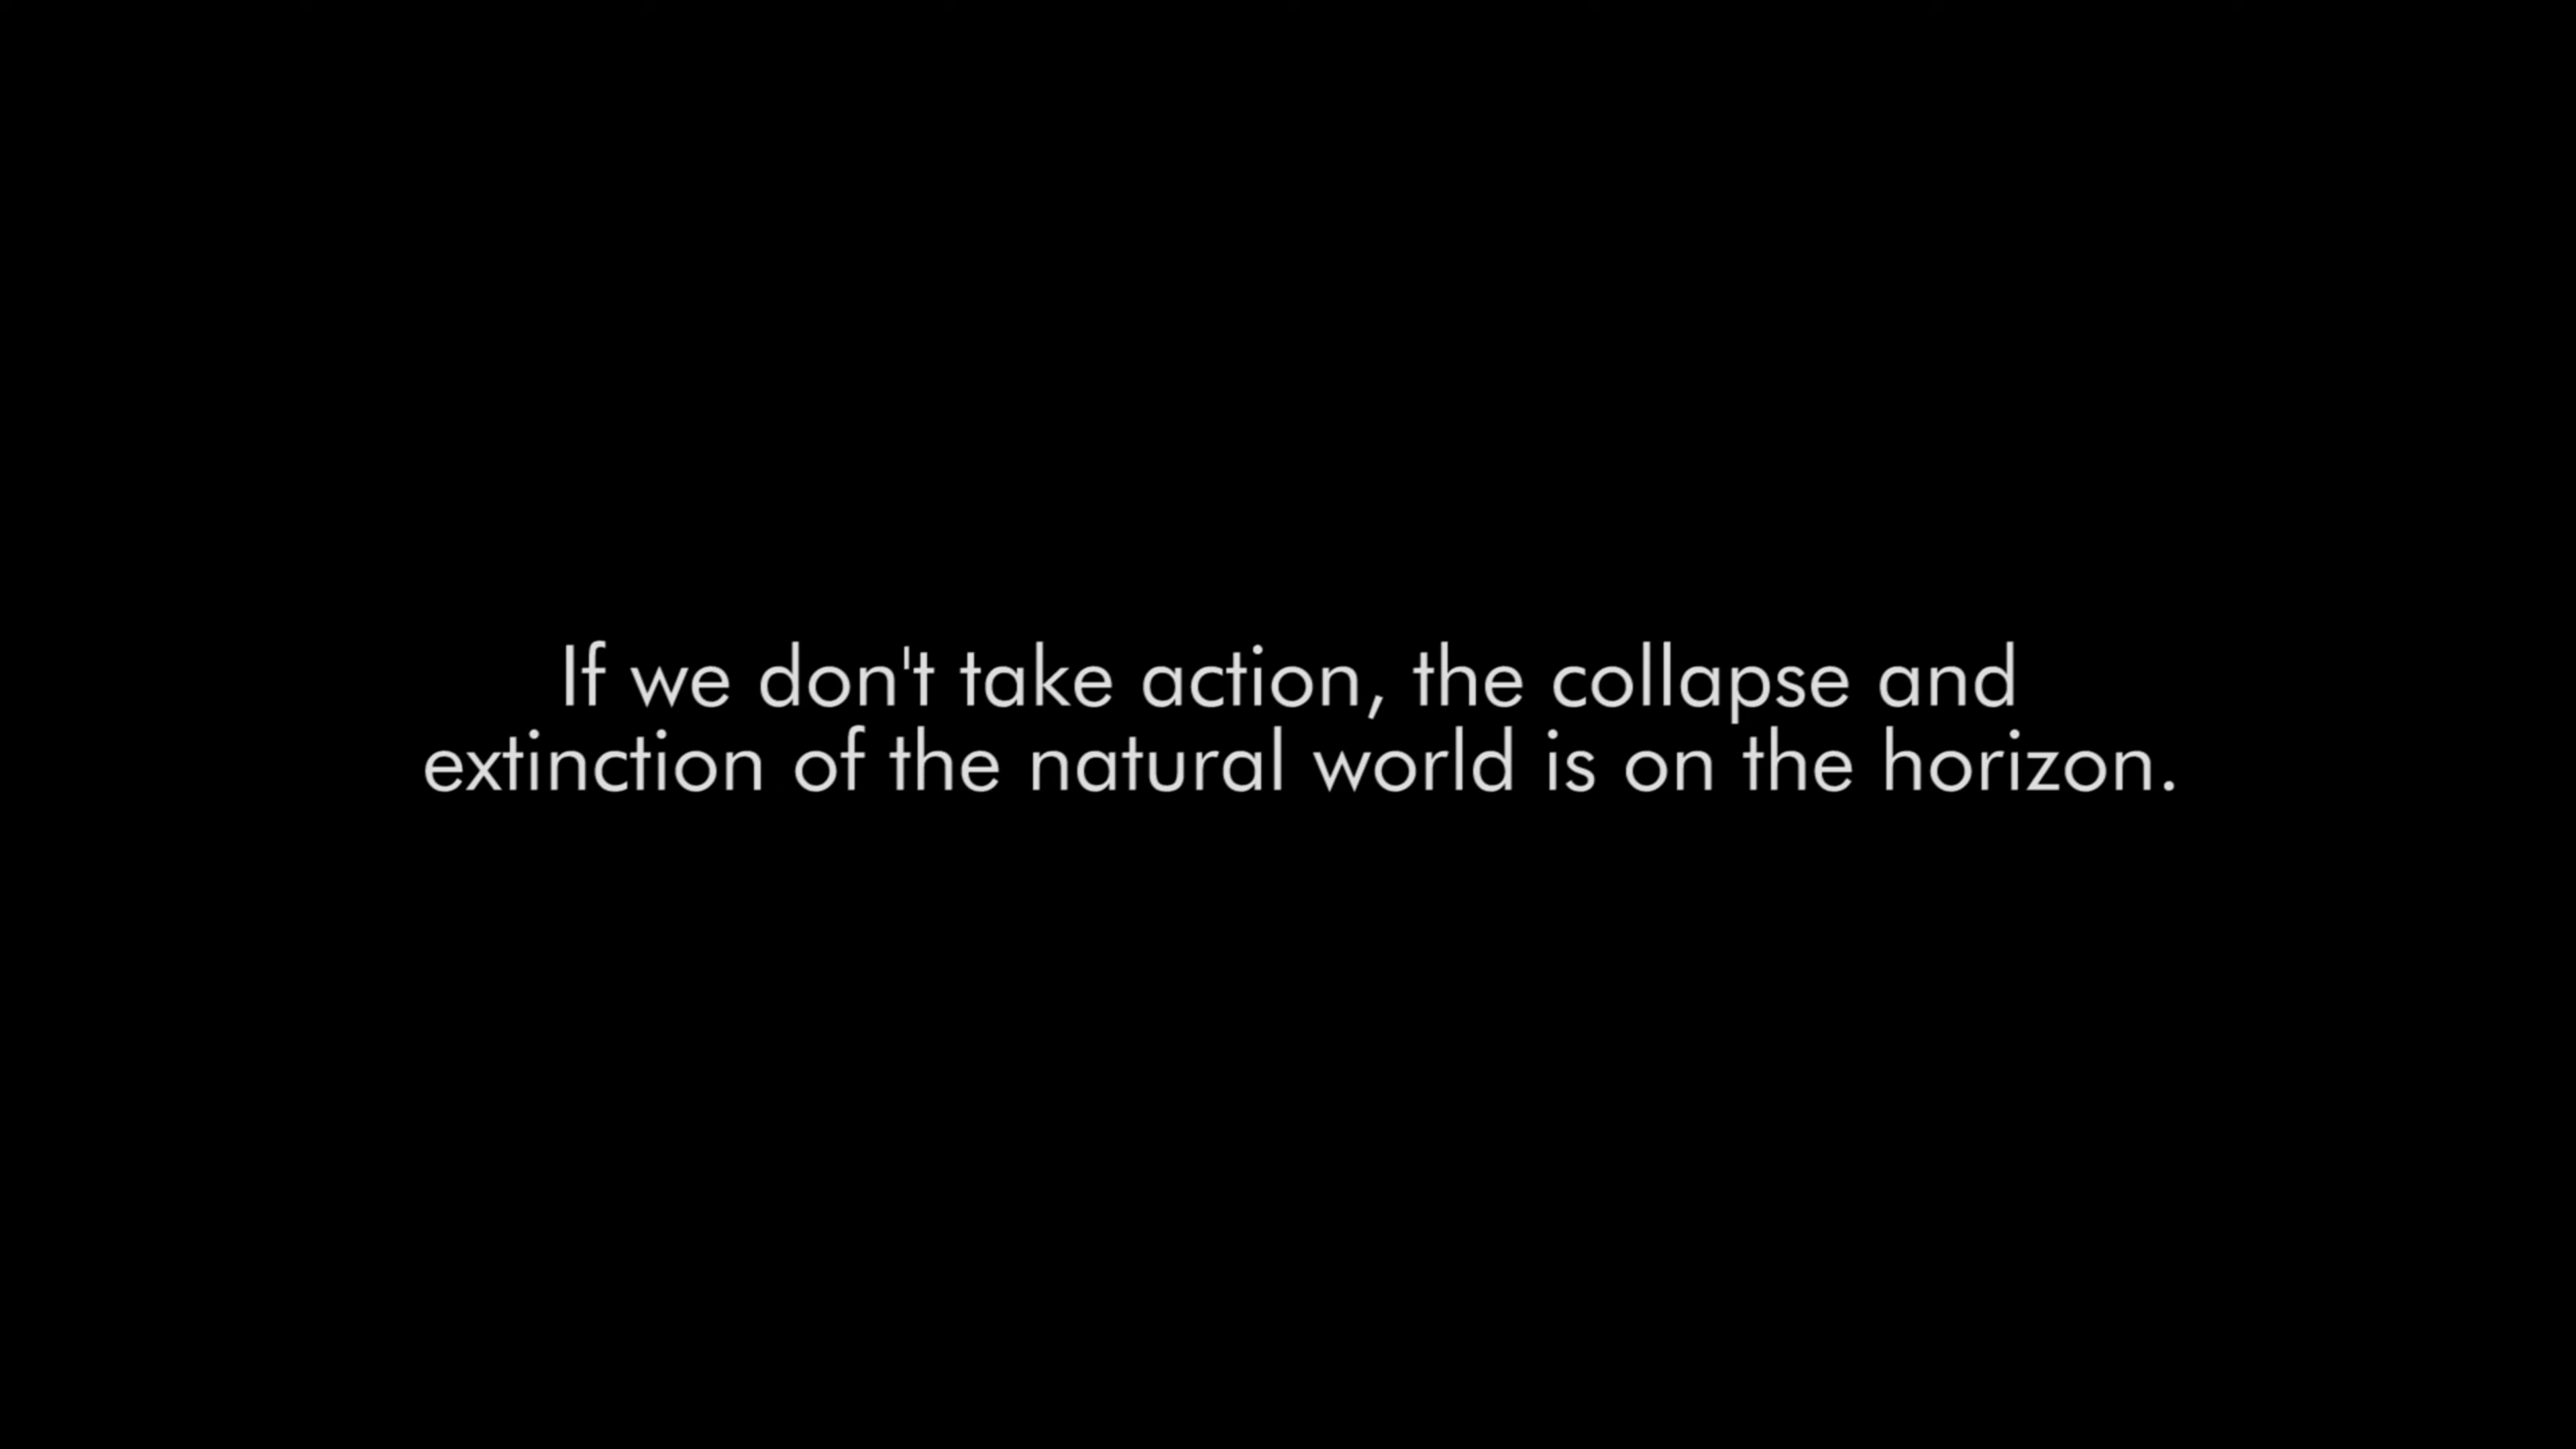 If we don't take action, the collapse and
extinction of the natural world is on the horizon.